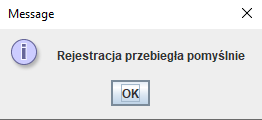 Message
Rejestracja przebiegła pomyślnie
OK